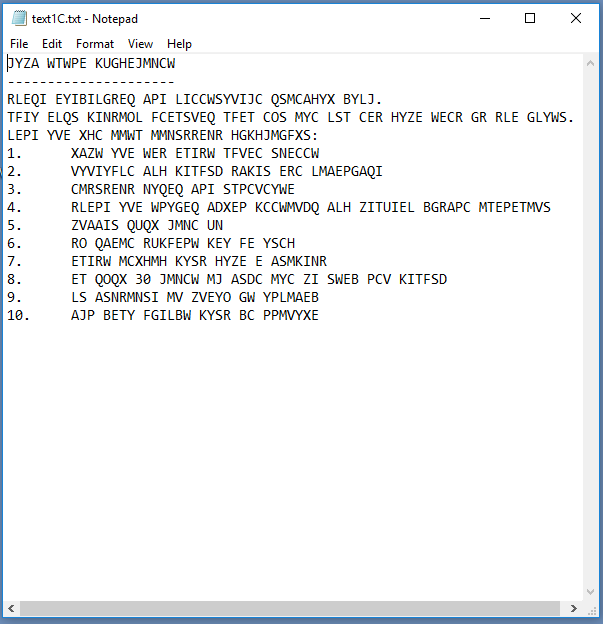 text1C.txt - Notepad
File Edit Format View Help
JYZA WTWPE KUGHEJMNCW
---------------------
RLEQI EYIBILGREQ API LICCWSYVIJC QSMCAHYX BYLJ.
TFIY ELQS KINRMOL FCETSVEQ TFET COS MYC LST CER HYZE WECR GR RLE GLYWS.
LEPI YVE XHC MMWT MMNSRRENR HGKHJMGFXS:
1. XAZW YVE WER ETIRW TFVEC SNECCW
2. VYVIYFLC ALH KITFSD RAKIS ERC LMAEPGAQI
3. CMRSRENR NYQEQ API STPCVCYWE
4. RLEPI YVE WPYGEQ ADXEP KCCWMVDQ ALH ZITUIEL BGRAPC MTEPETMVS
5. ZVAAIS QUQX JMNC UN
6. RO QAEMC RUKFEPW KEY FE YSCH
7. ETIRW MCXHMH KYSR HYZE E ASMKINR
8. ET QOQX 30 JMNCW MJ ASDC MYC ZI SWEB PCV KITFSD
9. LS ASNRMNSI MV ZVEYO GW YPLMAEB
10. AJP BETY FGILBW KYSR BC PPMVYXE